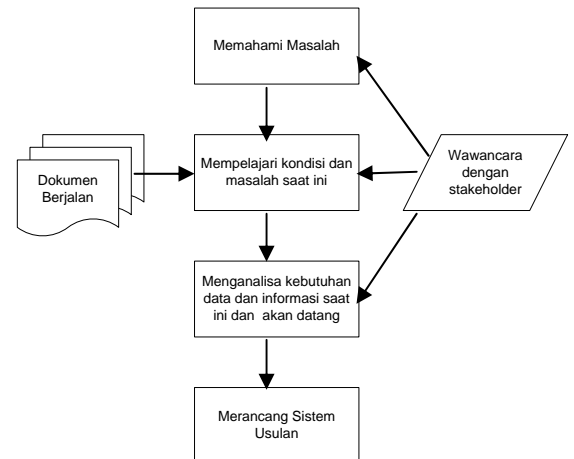 Memahami Masalah
Mempelajari kondisi dan
masalah saat ini
Dokumen
Berjalan
Wawancara
dengan
stakeholder
Menganalisa kebutuhan
data dan informasi saat
ini dan akan datang
Merancang Sistem
Usulan